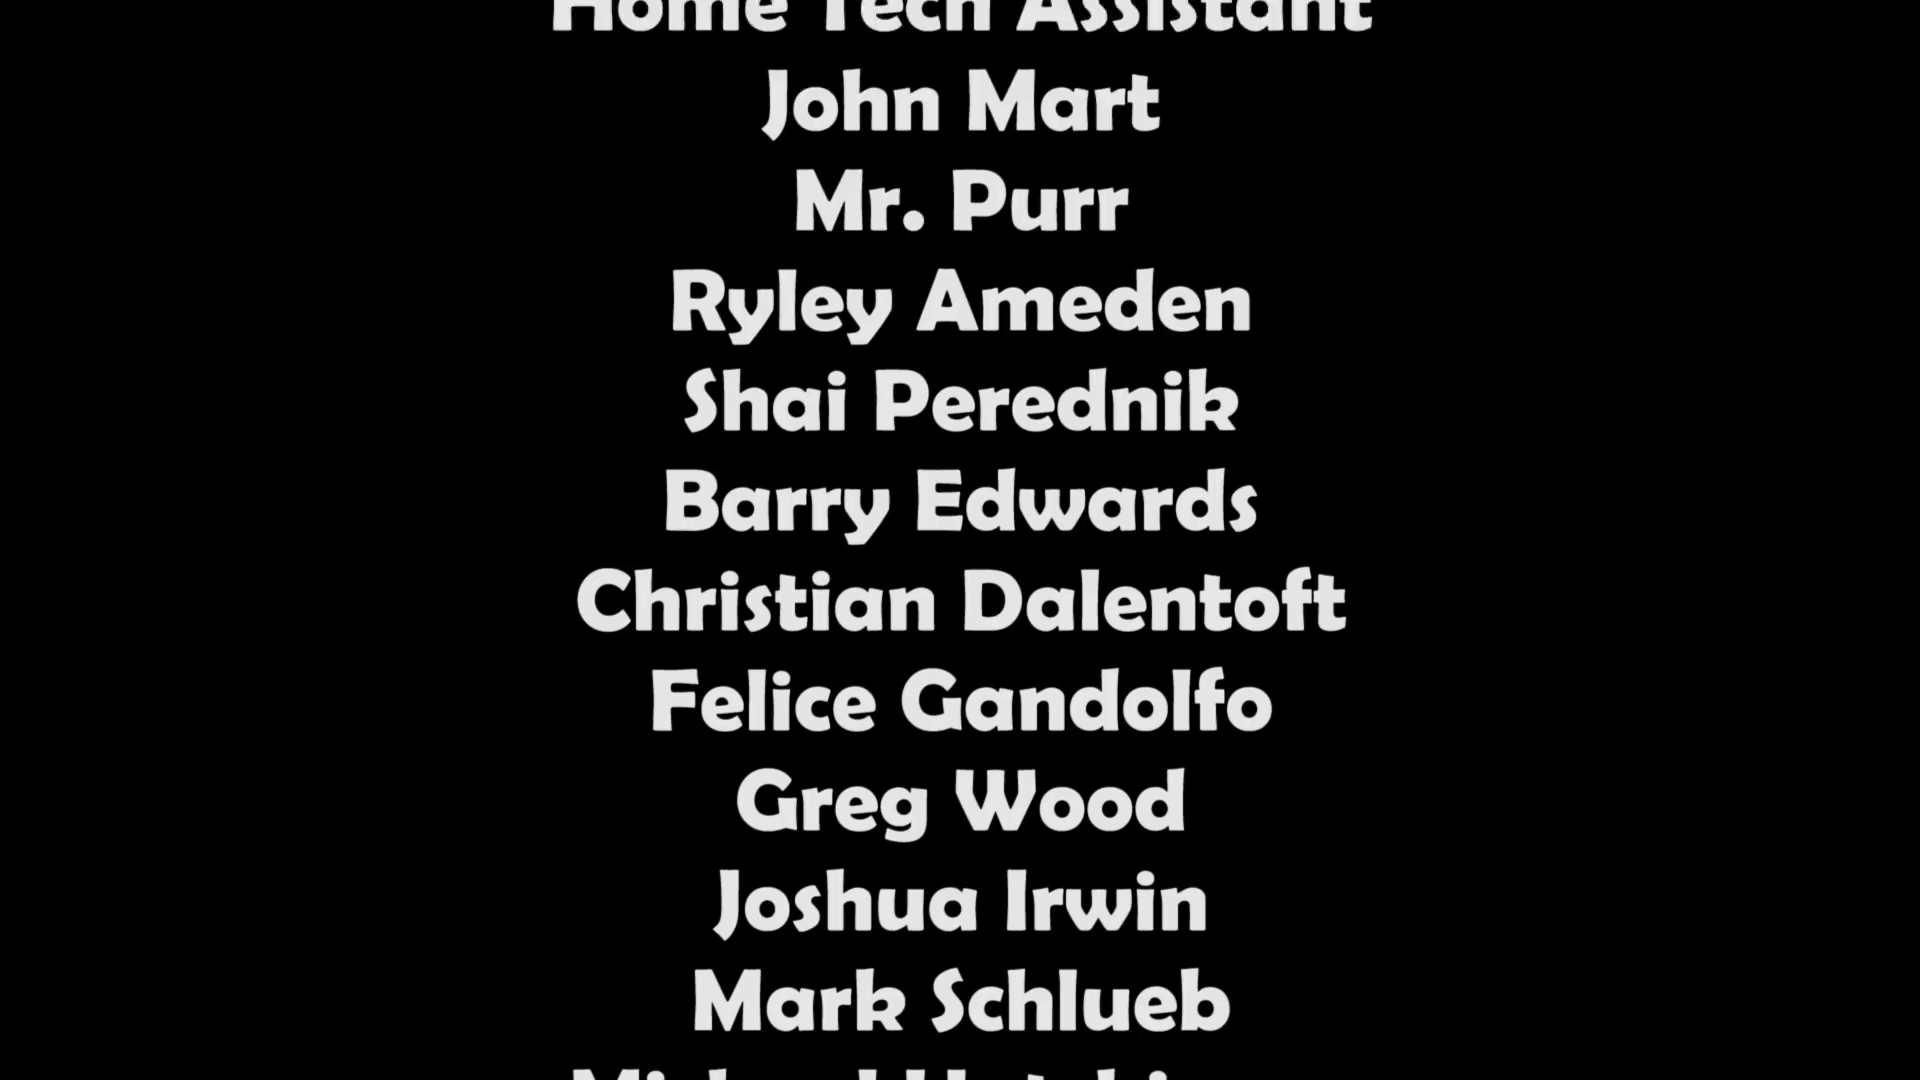 Home Tech Assistant
John Mart
Mr. Purr
Ryley Ameden
Shai Perednik
Barry Edwards
Christian Dalentoft
Felice Gandolfo
Greg Wood
Joshua Irwin
Mark Schlueb
Michael